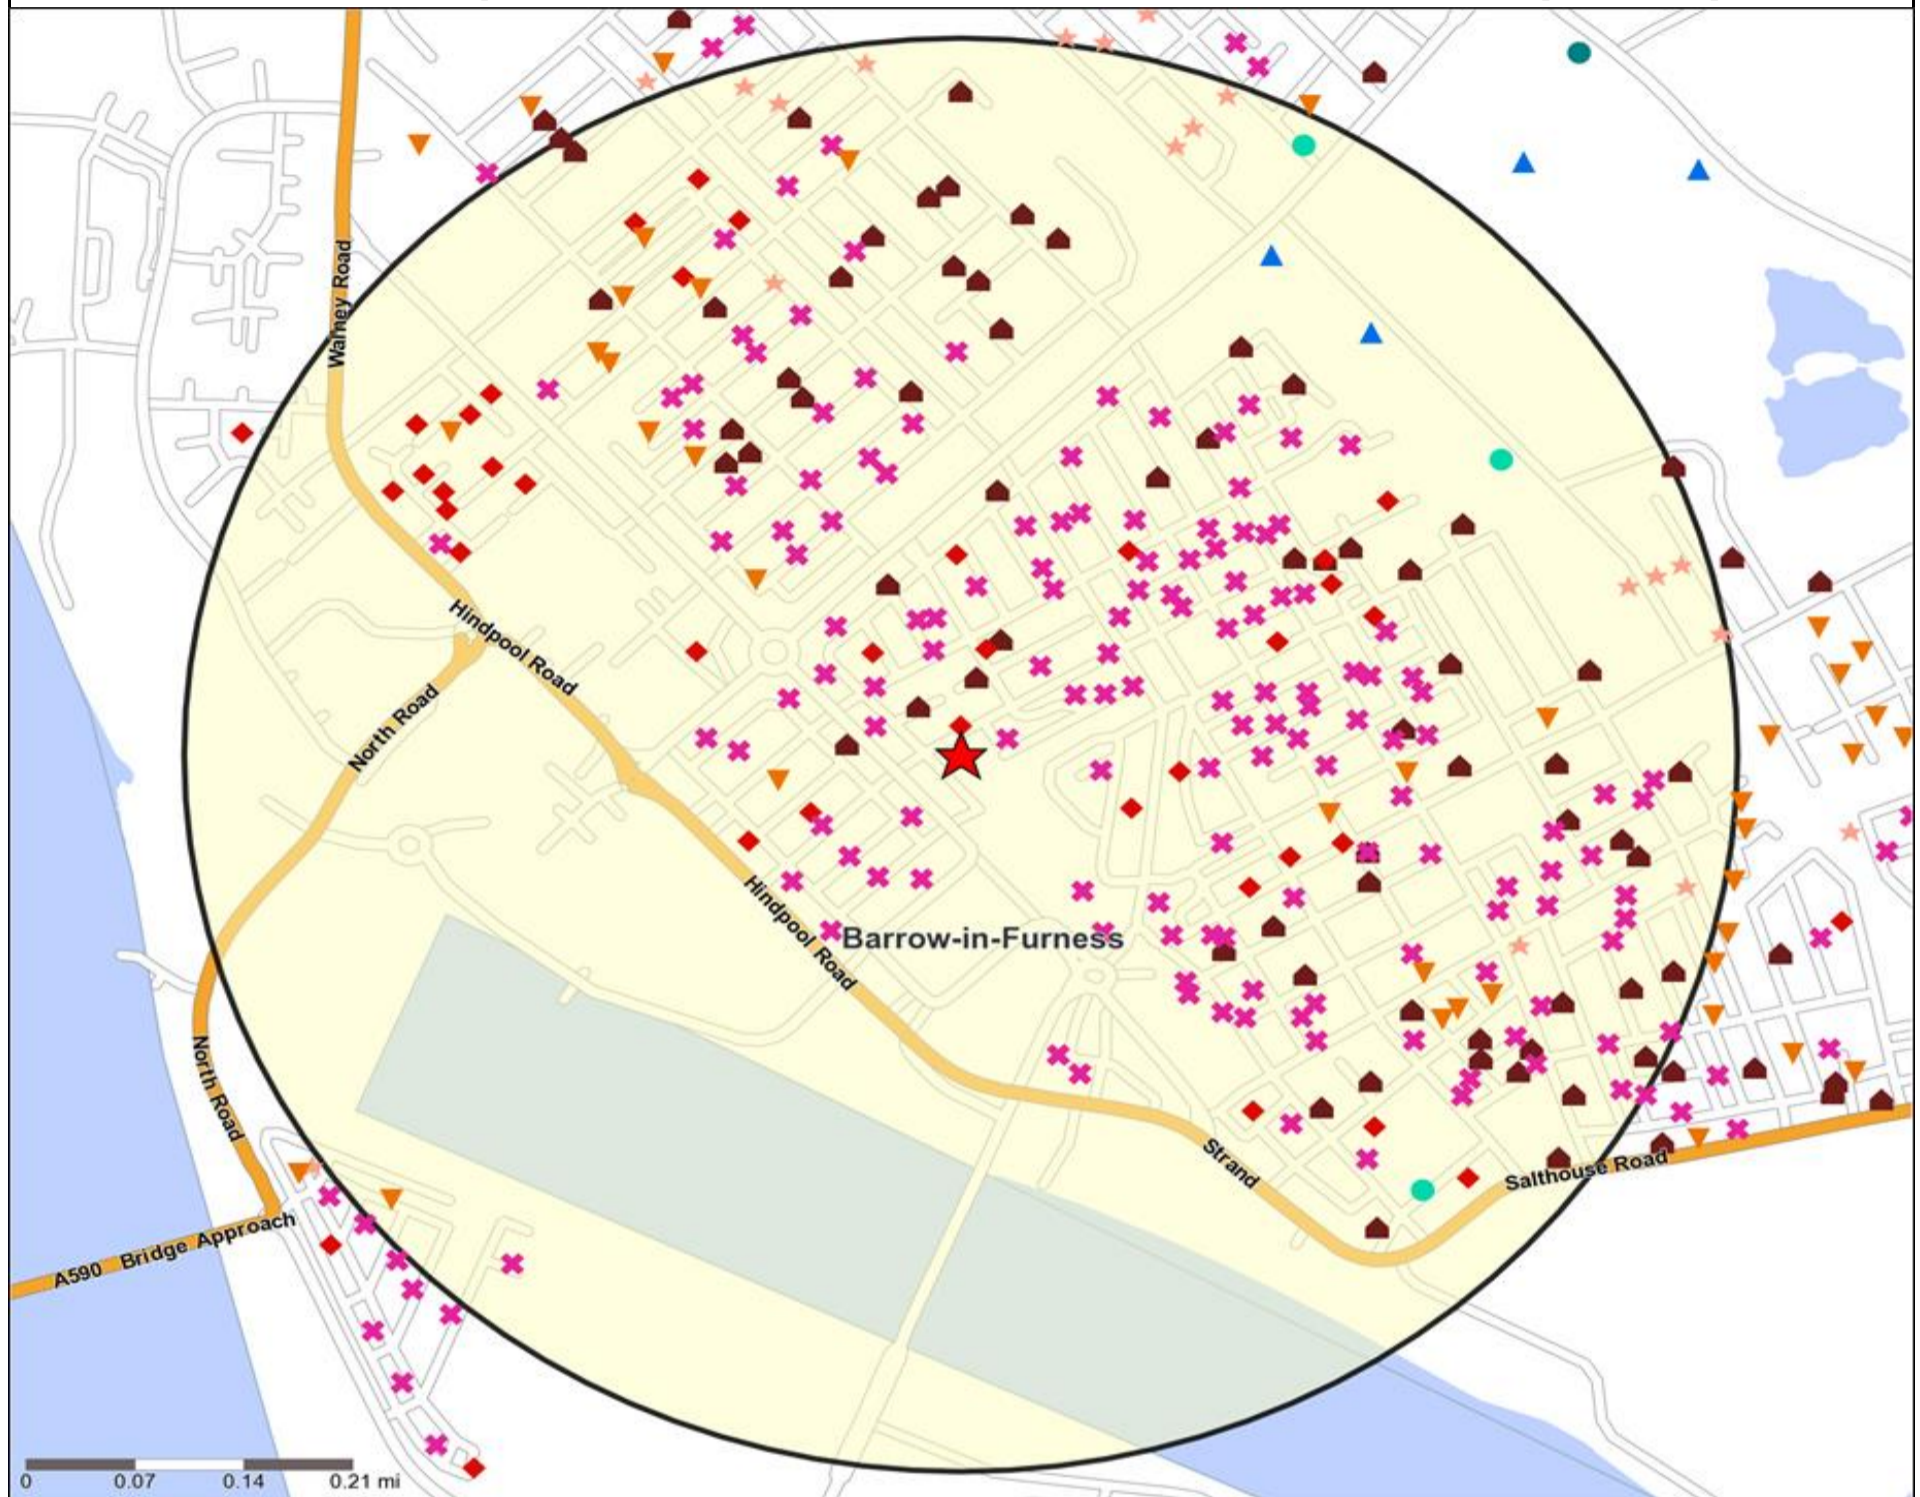 Walney Road
Hindpool Road
North Road
Hindpool Road
Barrow-in-Furness
North Road
Strand
Salthouse Road
A590 Bridge Approach
0 0.07 0.14 0.21 mi